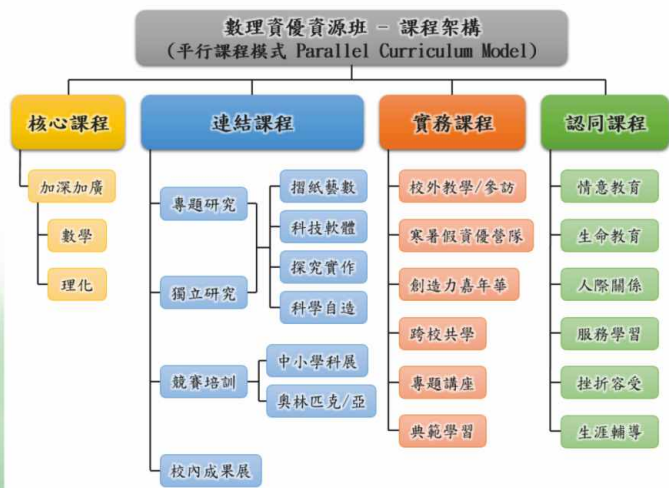 數理資優資源班 – 課程架構
(平行課程模式 Parallel Curriculum Model)
核心課程
加深加廣
數學
理化
連結課程
專題研究
獨立研究
摺紙藝數
科技軟體
探究實作
科學自造
競賽培訓
中小學科展
奧林匹克/亞
校內成果展
實務課程
校外教學/參訪
寒暑假資優營隊
創造力嘉年華
跨校共學
專題講座
典範學習
認同課程
情意教育
生命教育
人際關係
服務學習
挫折容受
生涯輔導